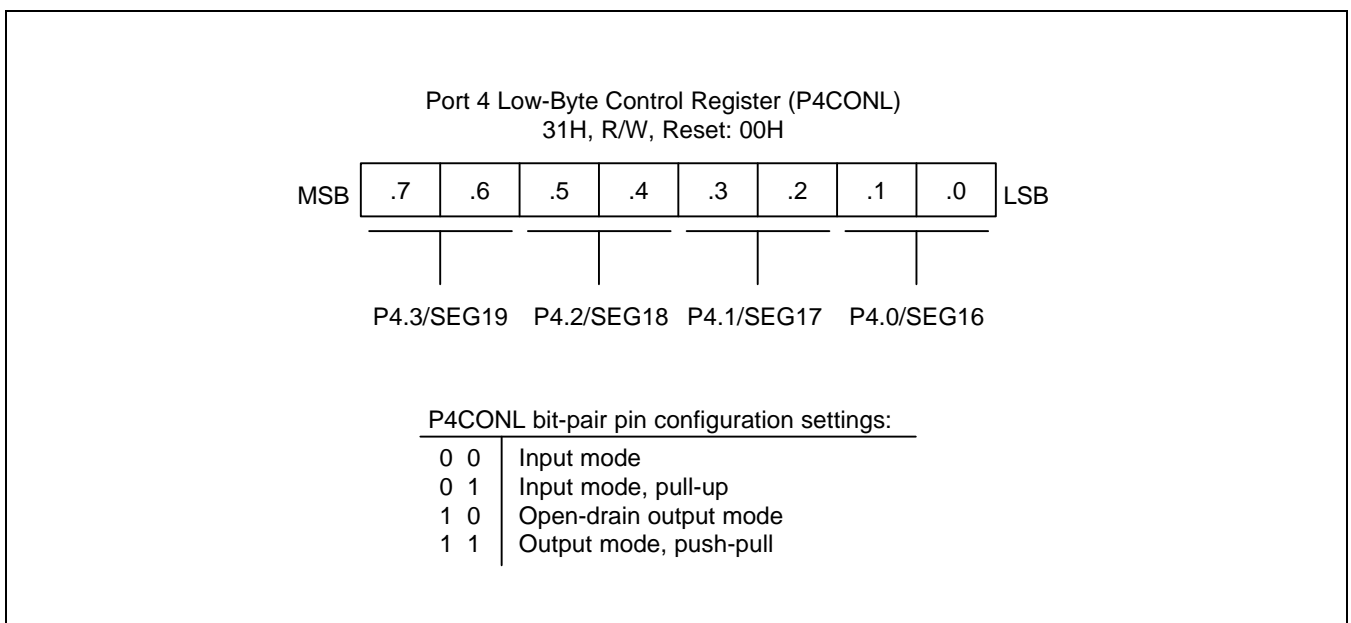 Port 4 Low-Byte Control Register (P4CONL)
31H, R/W, Reset: 00H
MSB .7 .6 .5 .4 .3 .2 .1 .0 LSB
P4.3/SEG19 P4.2/SEG18 P4.1/SEG17 P4.0/SEG16
P4CONL bit-pair pin configuration settings:
0 0 Input mode
0 1 Input mode, pull-up
1 0 Open-drain output mode
1 1 Output mode, push-pull